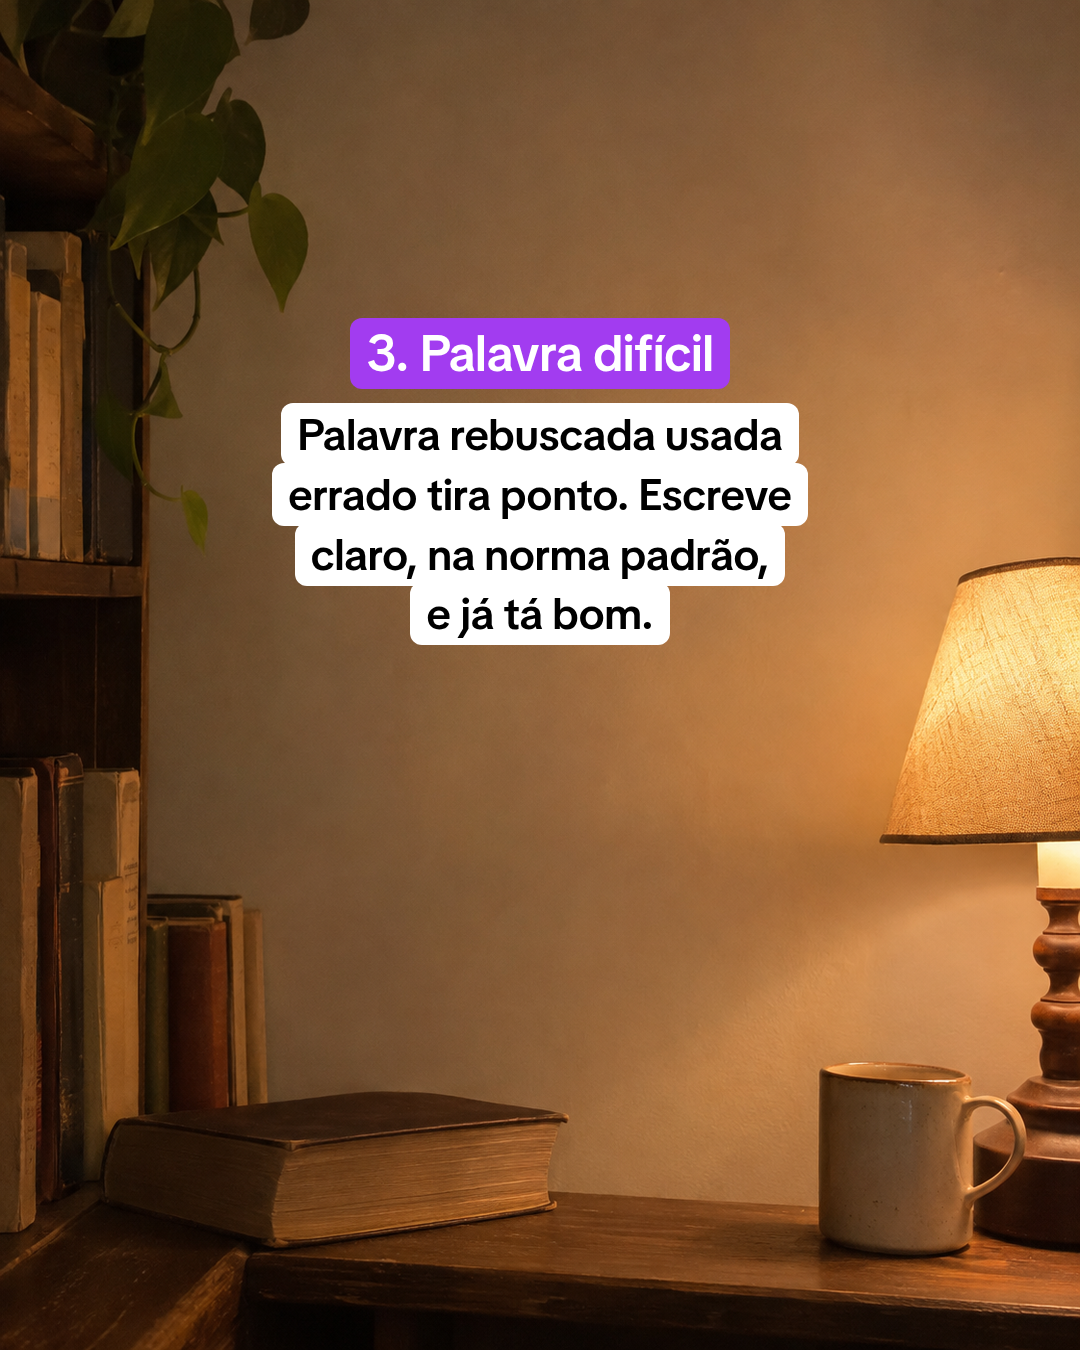 3. Palavra difícil
Palavra rebuscada usada
errado tira ponto. Escreve
claro, na norma padrão,
e já tá bom.